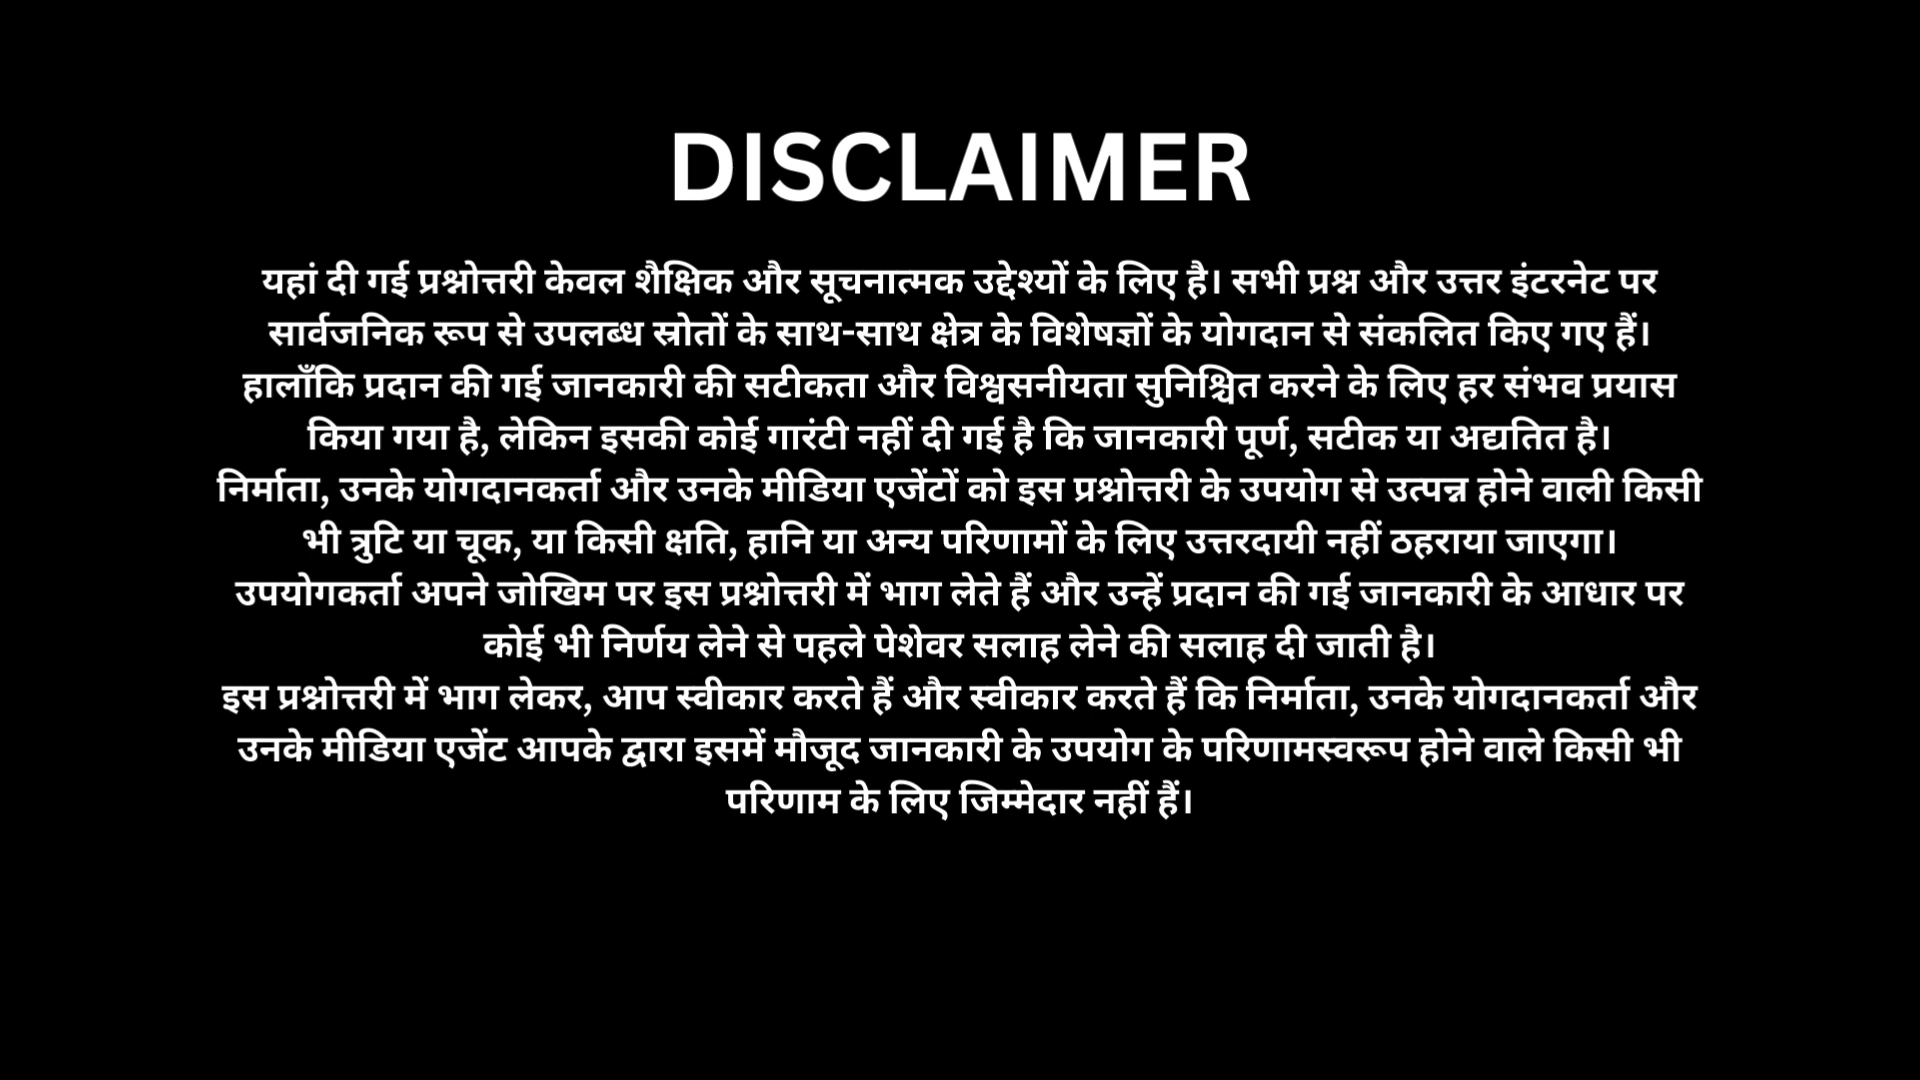 DISCLAIMER
यहां दी गई प्रश्नोत्तरी केवल शैक्षिक और सूचनात्मक उद्देश्यों के लिए है। सभी प्रश्न और उत्तर इंटरनेट पर
सार्वजनिक रूप से उपलब्ध स्रोतों के साथ-साथ क्षेत्र के विशेषज्ञों के योगदान से संकलित किए गए हैं।
हालाँकि प्रदान की गई जानकारी की सटीकता और विश्वसनीयता सुनिश्चित करने के लिए हर संभव प्रयास
किया गया है, लेकिन इसकी कोई गारंटी नहीं दी गई है कि जानकारी पूर्ण, सटीक या अद्यतित है।
निर्माता, उनके योगदानकर्ता और उनके मीडिया एजेंटों को इस प्रश्नोत्तरी के उपयोग से उत्पन्न होने वाली किसी
भी त्रुटि या चूक, या किसी क्षति, हानि या अन्य परिणामों के लिए उत्तरदायी नहीं ठहराया जाएगा।
उपयोगकर्ता अपने जोखिम पर इस प्रश्नोत्तरी में भाग लेते हैं और उन्हें प्रदान की गई जानकारी के आधार पर
कोई भी निर्णय लेने से पहले पेशेवर सलाह लेने की सलाह दी जाती है।
इस प्रश्नोत्तरी में भाग लेकर, आप स्वीकार करते हैं और स्वीकार करते हैं कि निर्माता, उनके योगदानकर्ता और
उनके मीडिया एजेंट आपके द्वारा इसमें मौजूद जानकारी के उपयोग के परिणामस्वरूप होने वाले किसी भी
परिणाम के लिए जिम्मेदार नहीं हैं।